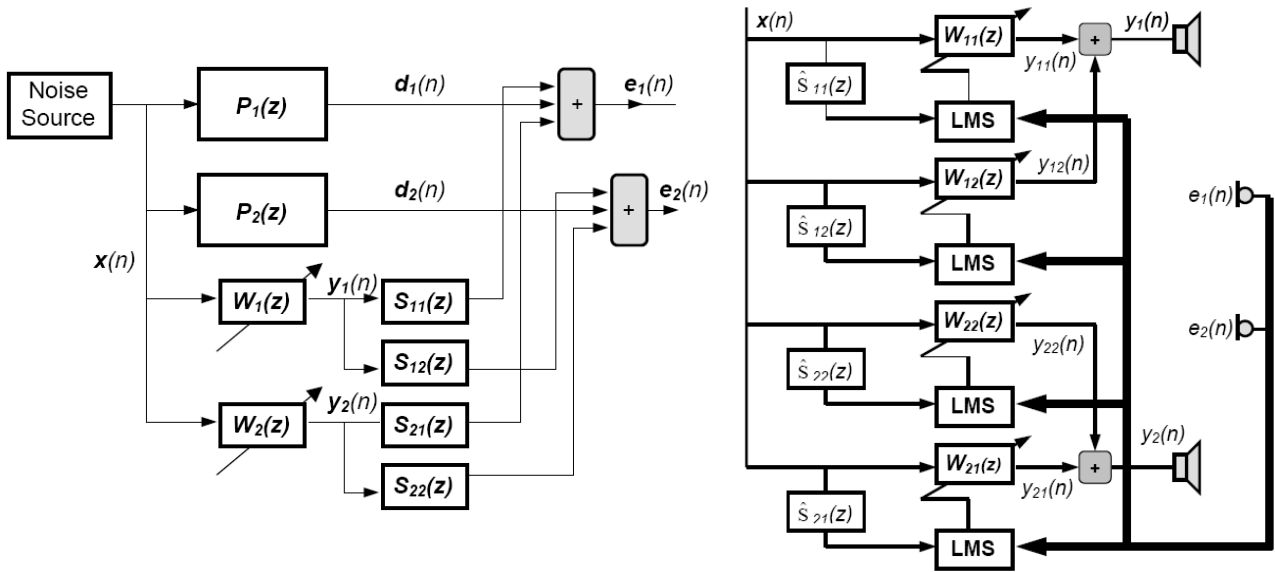 Noise
Source
P1(z)
d1(n)
+
e1(n)
P2(z)
d2(n)
+
e2(n)
x(n)
W1(z)
y1(n)
S11(z)
S12(z)
W2(z)
y2(n)
S21(z)
S22(z)
x(n)
W11(z)
+
y1(n)
y11(n)
Ŝ11(z)
LMS
W12(z)
y12(n)
Ŝ12(z)
LMS
e1(n)
W22(z)
y22(n)
Ŝ22(z)
LMS
e2(n)
W21(z)
+
y2(n)
y21(n)
Ŝ21(z)
LMS